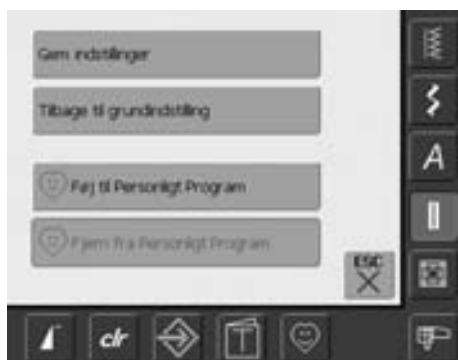 Gem indstillinger
Tilbage til grundindstilling
Føj til Personligt Program
Fjern fra Personligt Program
ESC
A
clr